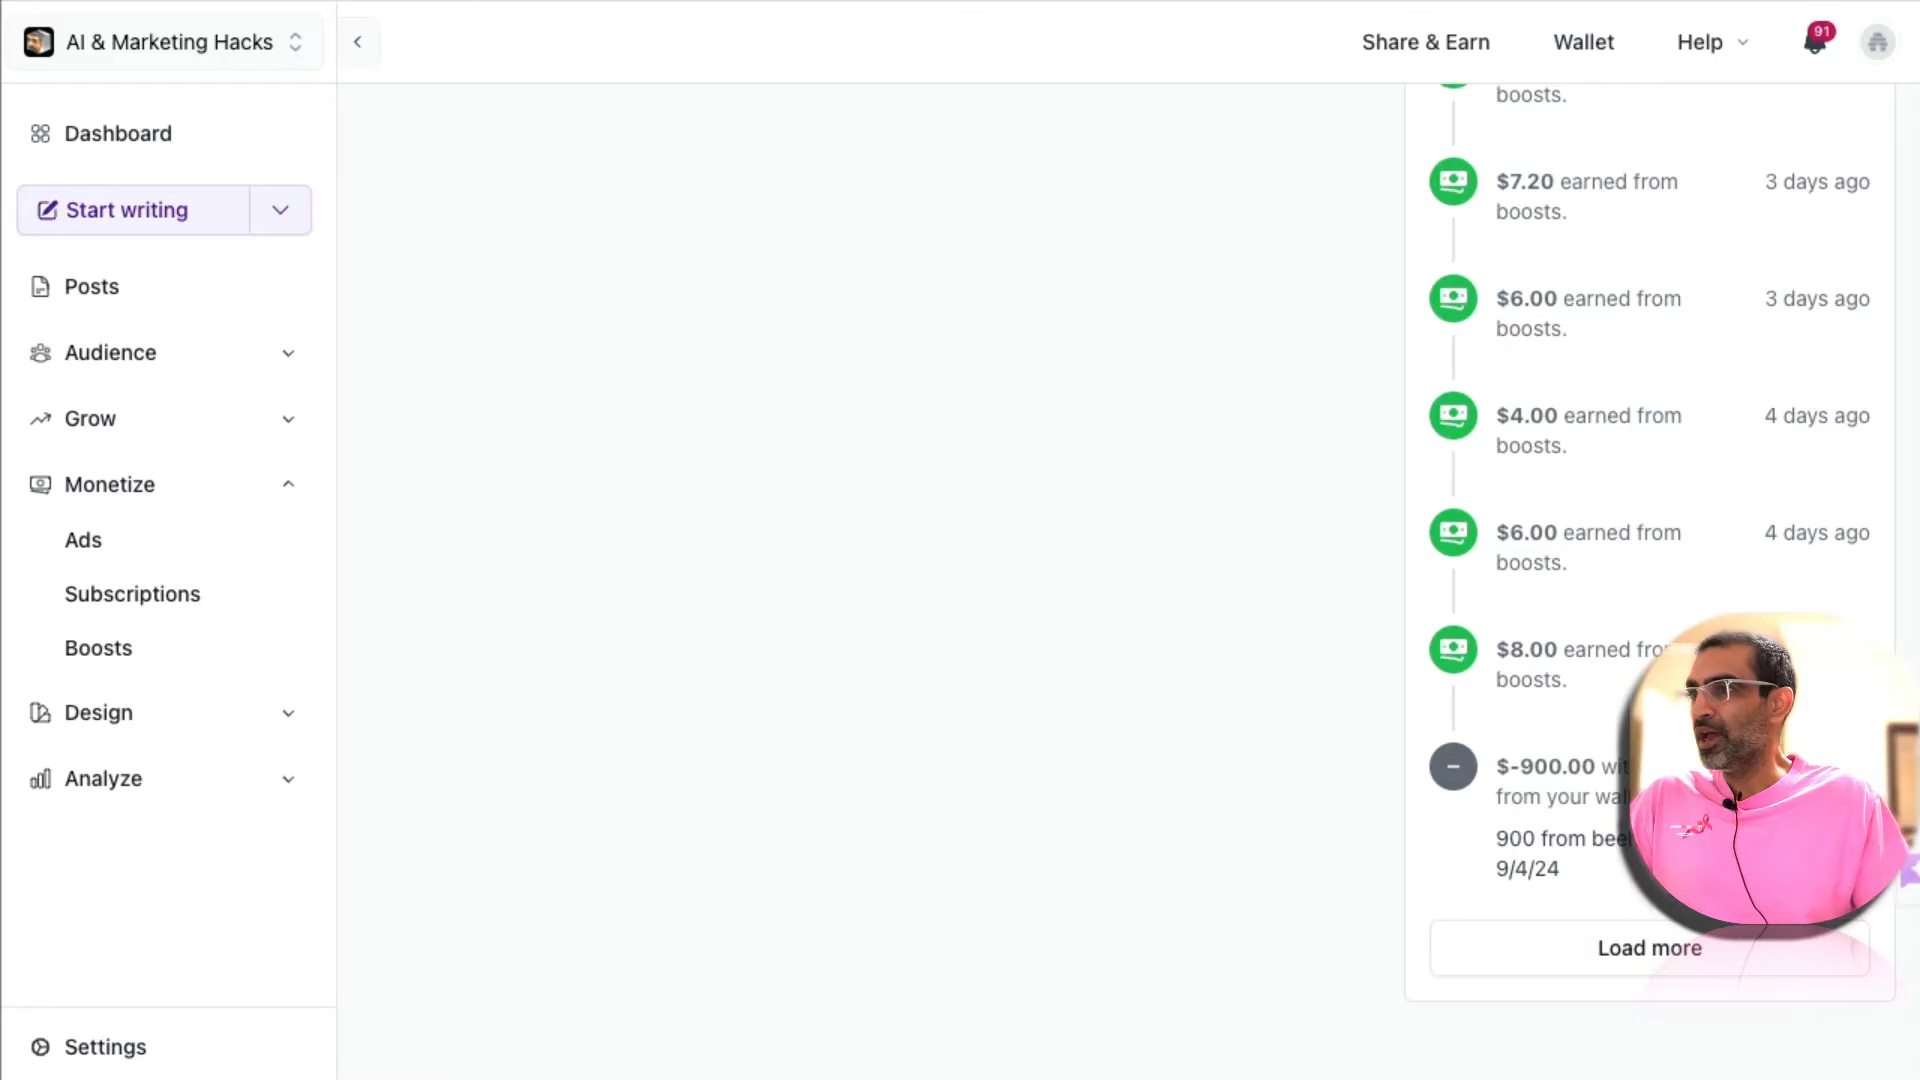 AI & Marketing Hacks
Share & Earn
Wallet
Help
91
Dashboard
Start writing
Posts
Audience
Grow
Monetize
Ads
Subscriptions
Boosts
Design
Analyze
Settings
boosts.
$7.20 earned from 3 days ago
boosts.
$6.00 earned from 3 days ago
boosts.
$4.00 earned from 4 days ago
boosts.
$6.00 earned from 4 days ago
boosts.
$8.00 earned
boosts.
$-900.00
from your
900 from
9/4/24
Load more